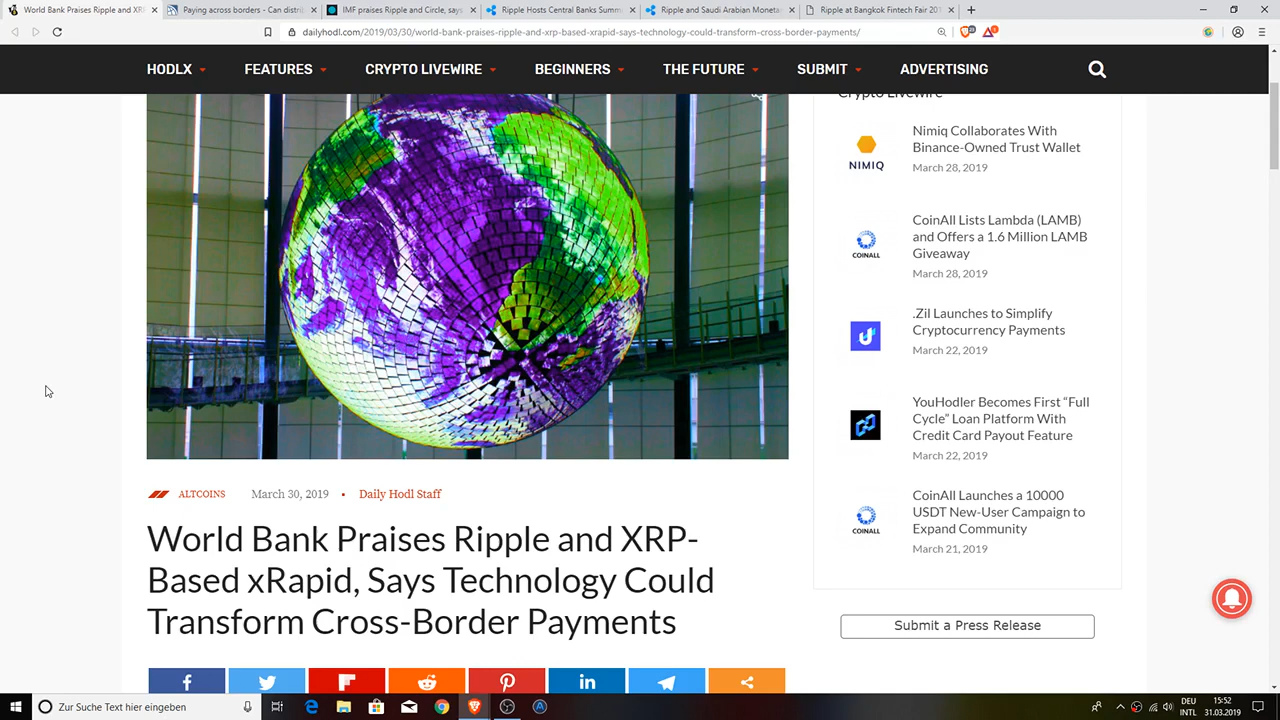 World Bank Praises Ripple and XRP-
Paying across borders - Can distri
IMF praises Ripple and Circle, says
Ripple Hosts Central Banks Summ
Ripple and Saudi Arabian Moneta
Ripple at Bangkok Fintech Fair 201
dailyhodl.com/2019/03/30/world-bank-praises-ripple-and-xrp-based-xrapid-says-technology-could-transform-cross-border-payments/
HODLX
FEATURES
CRYPTO LIVEWIRE
BEGINNERS
THE FUTURE
SUBMIT
ADVERTISING
Crypto Livewire
NIMIQ
Nimiq Collaborates With
Binance-Owned Trust Wallet
March 28, 2019
COINALL
CoinAll Lists Lambda (LAMB)
and Offers a 1.6 Million LAMB
Giveaway
March 28, 2019
.Zil Launches to Simplify
Cryptocurrency Payments
March 22, 2019
YouHodler Becomes First “Full
Cycle” Loan Platform With
Credit Card Payout Feature
March 22, 2019
COINALL
CoinAll Launches a 10000
USDT New-User Campaign to
Expand Community
March 21, 2019
Submit a Press Release
ALTCOINS
March 30, 2019
Daily Hodl Staff
World Bank Praises Ripple and XRP-
Based xRapid, Says Technology Could
Transform Cross-Border Payments
Zur Suche Text hier eingeben
DEU
INTL
15:52
31.03.2019